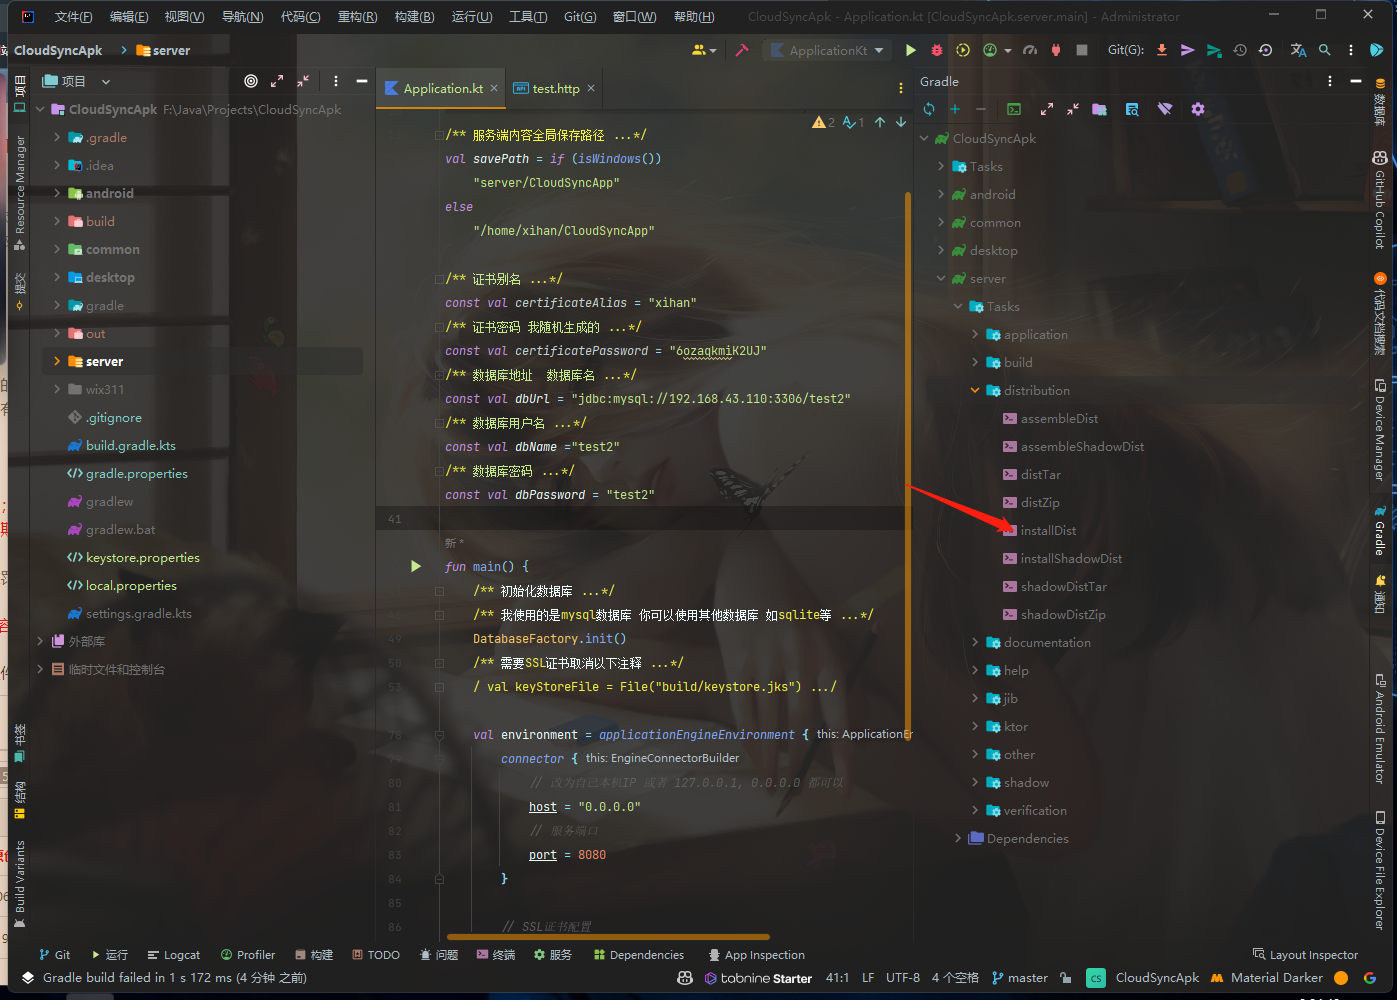 文件(F) 编辑(E) 视图(V) 导航(N) 代码(C) 重构(R) 构建(B) 运行(U) 工具(T) Git(G) 窗口(W) 帮助(H) CloudSyncApk - Application.kt [CloudSyncApk.server.main] - Administrator
CloudSyncApk > server
ApplicationKt
Git(G):
项目
CloudSyncApk F:\Java\Projects\CloudSyncApk
.gradle
.idea
android
build
common
desktop
gradle
out
server
wix311
.gitignore
build.gradle.kts
gradle.properties
gradlew
gradlew.bat
keystore.properties
local.properties
settings.gradle.kts
外部库
临时文件和控制台
项目
Resource Manager
提交
书签
结构
Build Variants
Application.kt
test.http
2 1
/** 服务端内容全局保存路径 ...*/
val savePath = if (isWindows())
"server/CloudSyncApp"
else
"/home/xihan/CloudSyncApp"
/** 证书别名 ...*/
const val certificateAlias = "xihan"
/** 证书密码 我随机生成的 ...*/
const val certificatePassword = "6ozaqkmiK2UJ"
/** 数据库地址 数据库名 ...*/
const val dbUrl = "jdbc:mysql://192.168.43.110:3306/test2"
/** 数据库用户名 ...*/
const val dbName ="test2"
/** 数据库密码 ...*/
const val dbPassword = "test2"
41
新 *
fun main() {
/** 初始化数据库 ...*/
/** 我使用的是mysql数据库 你可以使用其他数据库 如sqlite等 ...*/
49 DatabaseFactory.init()
50 /** 需要SSL证书取消以下注释 ...*/
53 / val keyStoreFile = File("build/keystore.jks") .../
78 val environment = applicationEngineEnvironment { this: ApplicationEn
connector { this: EngineConnectorBuilder
80 // 改为自己本机IP 或者 127.0.0.1, 0.0.0.0 都可以
81 host = "0.0.0.0"
82 // 服务端口
83 port = 8080
84 }
85
86 // SSL证书配置
Gradle
CloudSyncApk
Tasks
android
common
desktop
server
Tasks
application
build
distribution
assembleDist
assembleShadowDist
distTar
distZip
installDist
installShadowDist
shadowDistTar
shadowDistZip
documentation
help
jib
ktor
other
shadow
verification
Dependencies
数据库
GitHub Copilot
代码文档搜索
Device Manager
Gradle
通知
Android Emulator
Device File Explorer
Git 运行 Logcat Profiler 构建 TODO 问题 终端 服务 Dependencies App Inspection Layout Inspector
Gradle build failed in 1 s 172 ms (4 分钟 之前) tabnine Starter 41:1 LF UTF-8 4 个空格 master CS CloudSyncApk Material Darker